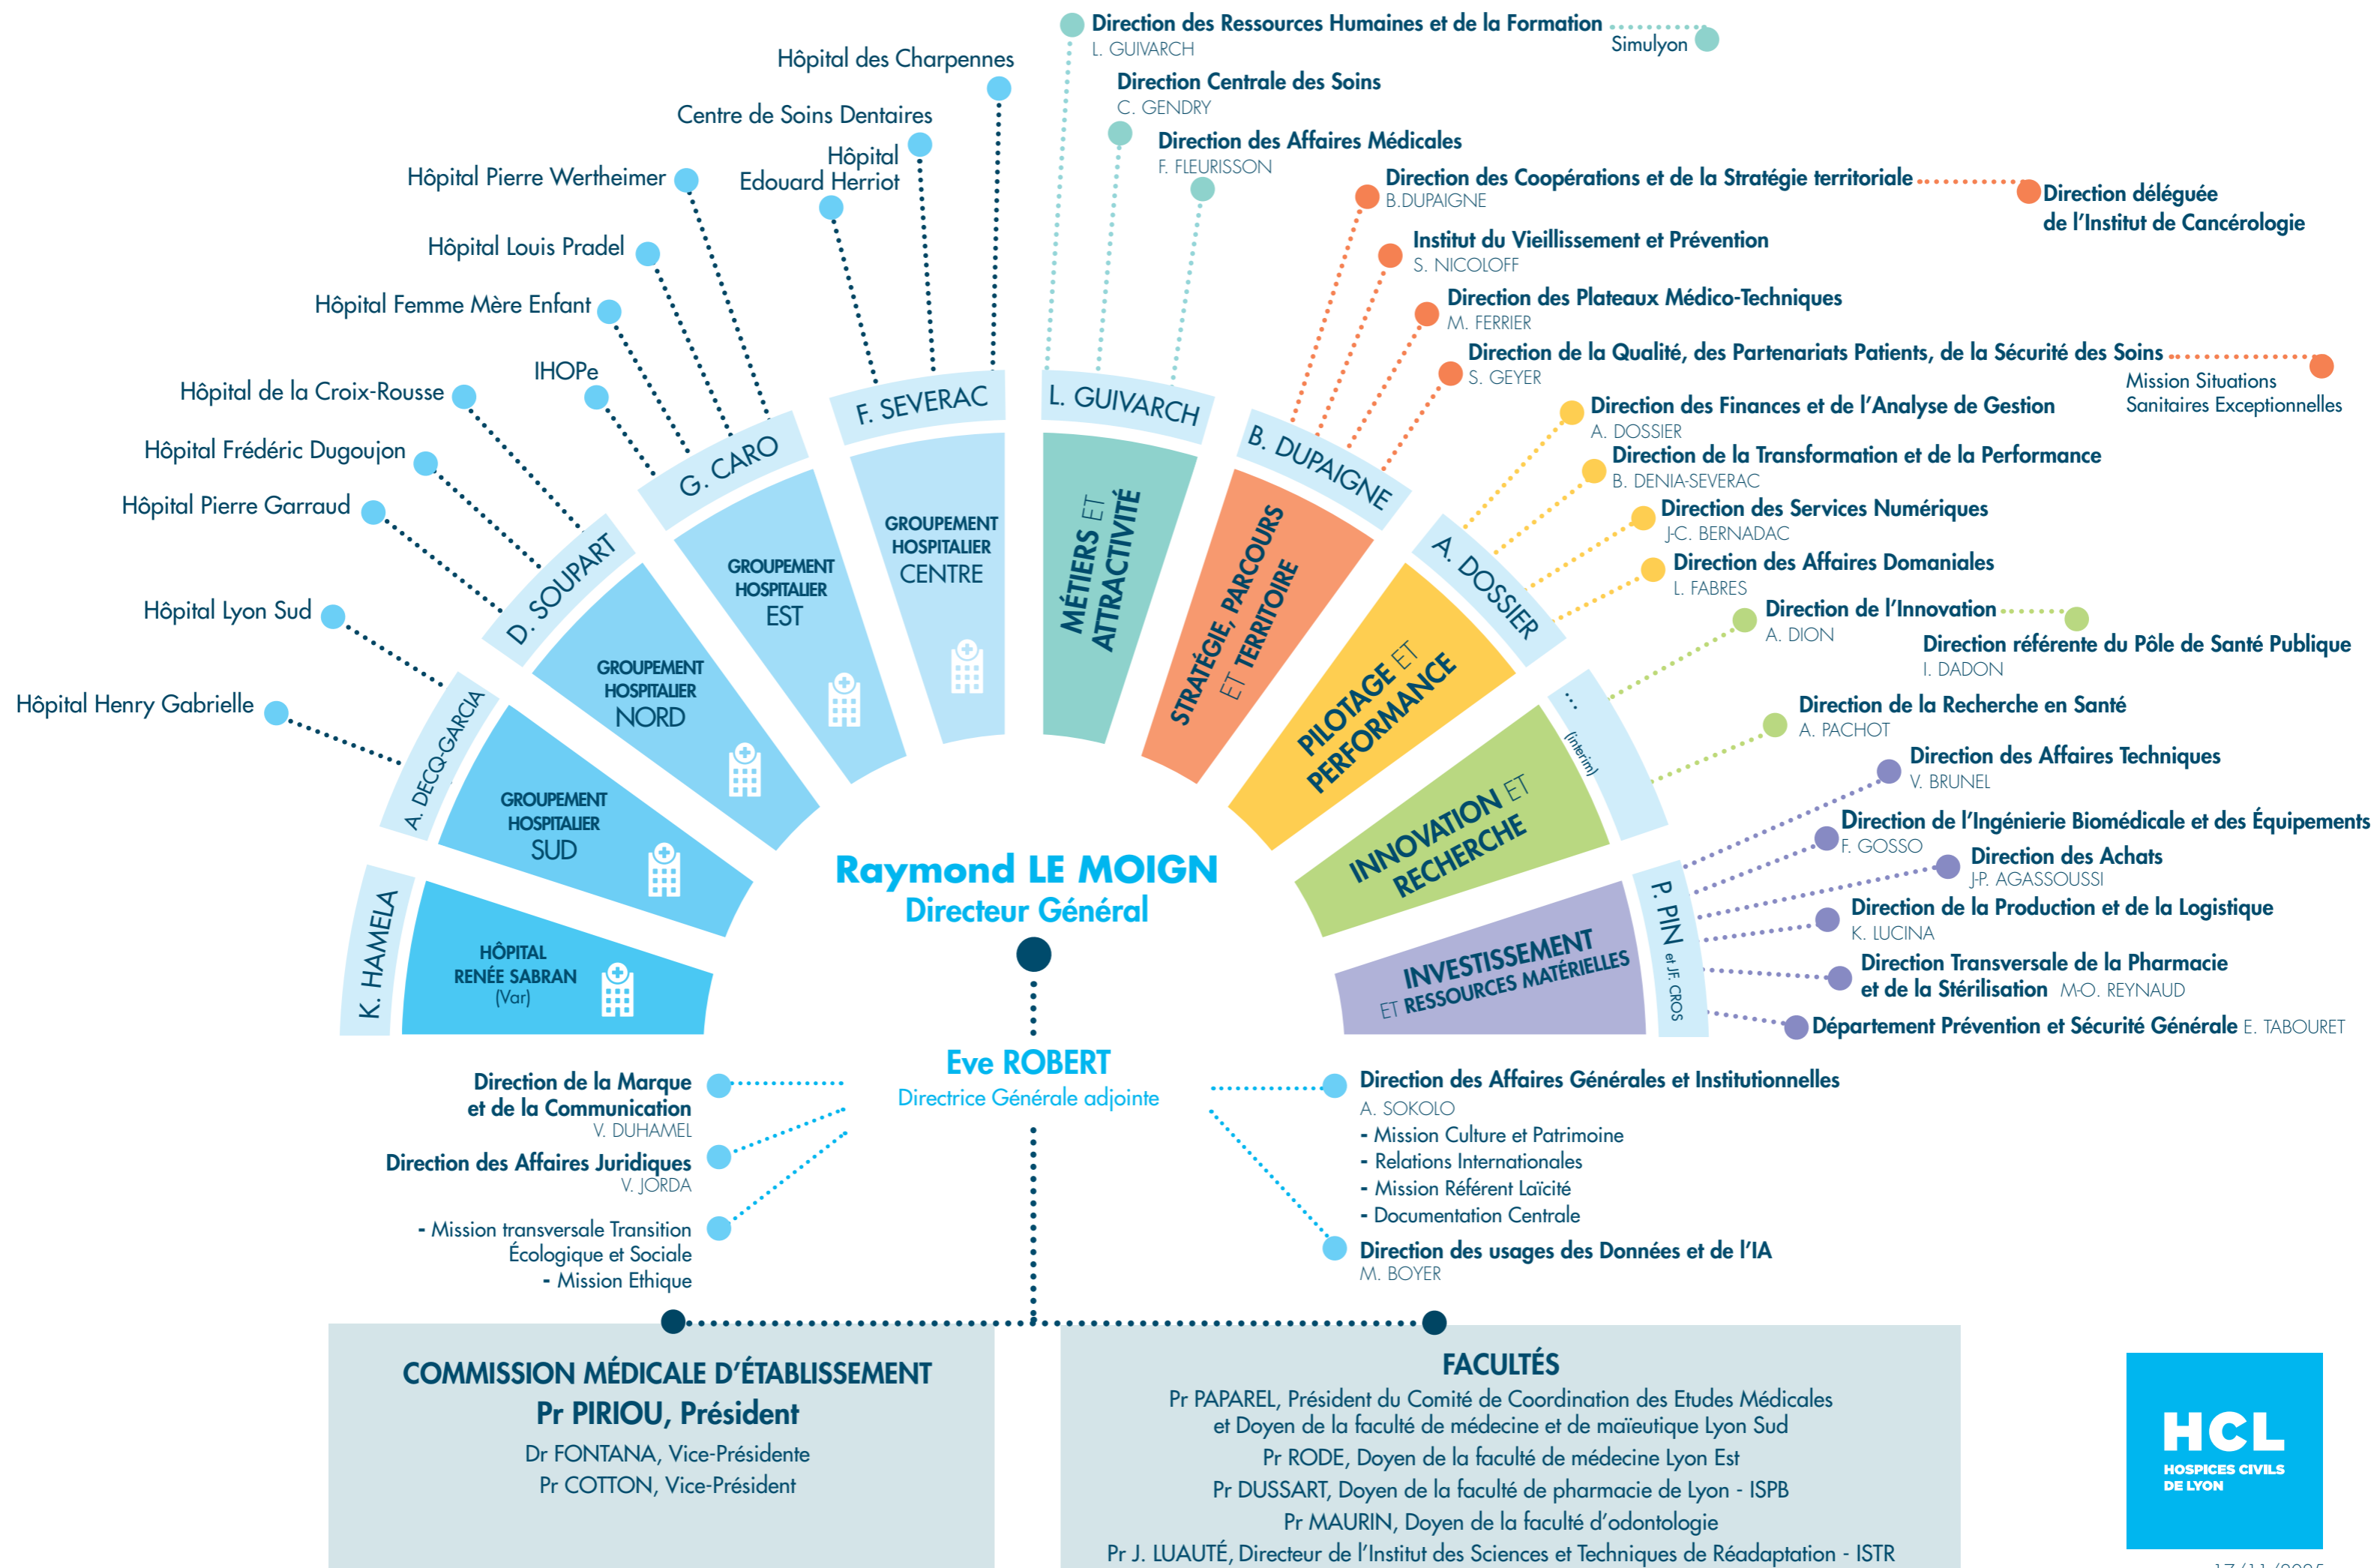 Direction des Ressources Humaines et de la Formation
L. GUIVARCH
Simulyon
Direction Centrale des Soins
C. GENDRY
Direction des Affaires Médicales
F. FLEURISSON
Hôpital des Charpennes
Centre de Soins Dentaires
Hôpital
Edouard Herriot
Hôpital Pierre Wertheimer
Hôpital Louis Pradel
Hôpital Femme Mère Enfant
IHOPe
Hôpital de la Croix-Rousse
Hôpital Frédéric Dugoujon
Hôpital Pierre Garraud
Hôpital Lyon Sud
Hôpital Henry Gabrielle
Direction des Coopérations et de la Stratégie territoriale
B.DUPAIGNE
Direction déléguée
de l'Institut de Cancérologie
Institut du Vieillissement et Prévention
S. NICOLOFF
Direction des Plateaux Médico-Techniques
M. FERRIER
Direction de la Qualité, des Partenariats Patients, de la Sécurité des Soins
S. GEYER
Mission Situations
Sanitaires Exceptionnelles
Direction des Finances et de l'Analyse de Gestion
A. DOSSIER
Direction de la Transformation et de la Performance
B. DENIA-SEVERAC
Direction des Services Numériques
J-C. BERNADAC
Direction des Affaires Domaniales
L. FABRES
Direction de l'Innovation
A. DION
Direction référente du Pôle de Santé Publique
I. DADON
Direction de la Recherche en Santé
A. PACHOT
Direction des Affaires Techniques
V. BRUNEL
Direction de l'Ingénierie Biomédicale et des Équipements
F. GOSSO
Direction des Achats
J-P. AGASSOUSSI
Direction de la Production et de la Logistique
K. LUCINA
Direction Transversale de la Pharmacie
et de la Stérilisation M-O. REYNAUD
Département Prévention et Sécurité Générale E. TABOURET
K. HAMELA
HÔPITAL
RENÉE SABRAN
(Var)
A. DECQ-GARCIA
GROUPEMENT
HOSPITALIER
SUD
D. SOUPART
GROUPEMENT
HOSPITALIER
NORD
G. CARO
GROUPEMENT
HOSPITALIER
EST
F. SEVERAC
GROUPEMENT
HOSPITALIER
CENTRE
L. GUIVARCH
MÉTIERS ET
ATTRACTIVITÉ
B. DUPAIGNE
STRATÉGIE, PARCOURS
ET TERRITOIRE
A. DOSSIER
PILOTAGE ET
PERFORMANCE
...
(interim)
INNOVATION ET
RECHERCHE
P. PIN et JF. CROS
INVESTISSEMENT
ET RESSOURCES MATÉRIELLES
Raymond LE MOIGN
Directeur Général
Eve ROBERT
Directrice Générale adjointe
Direction de la Marque
et de la Communication
V. DUHAMEL
Direction des Affaires Juridiques
V. JORDA
- Mission transversale Transition
Écologique et Sociale
- Mission Ethique
Direction des Affaires Générales et Institutionnelles
A. SOKOLO
- Mission Culture et Patrimoine
- Relations Internationales
- Mission Référent Laïcité
- Documentation Centrale
Direction des usages des Données et de l'IA
M. BOYER
COMMISSION MÉDICALE D'ÉTABLISSEMENT
Pr PIRIOU, Président
Dr FONTANA, Vice-Présidente
Pr COTTON, Vice-Président
FACULTÉS
Pr PAPAREL, Président du Comité de Coordination des Etudes Médicales
et Doyen de la faculté de médecine et de maïeutique Lyon Sud
Pr RODE, Doyen de la faculté de médecine Lyon Est
Pr DUSSART, Doyen de la faculté de pharmacie de Lyon - ISPB
Pr MAURIN, Doyen de la faculté d'odontologie
Pr J. LUAUTÉ, Directeur de l'Institut des Sciences et Techniques de Réadaptation - ISTR
HCL
HOSPICES CIVILS
DE LYON